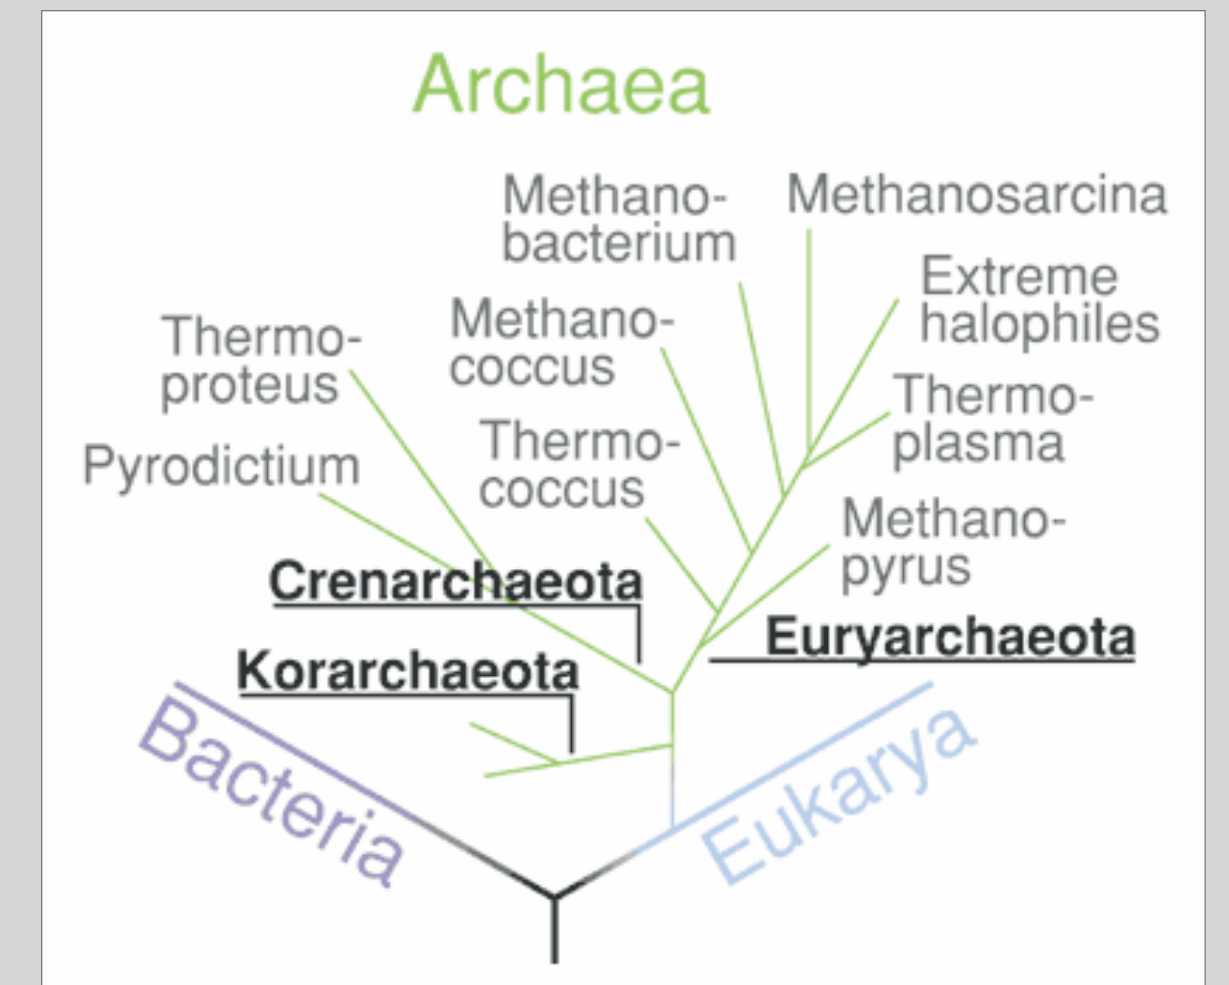 Archaea
Methano-
bacterium
Methanosarcina
Extreme
halophiles
Methano-
coccus
Thermo-
proteus
Thermo-
plasma
Thermo-
coccus
Pyrodictium
Methano-
pyrus
Crenarchaeota
Euryarchaeota
Korarchaeota
Bacteria
Eukarya